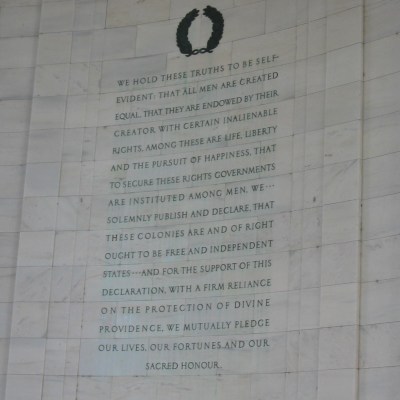 WE HOLD THESE TRUTHS TO BE SELF-
EVIDENT: THAT ALL MEN ARE CREATED
EQUAL, THAT THEY ARE ENDOWED BY THEIR
CREATOR WITH CERTAIN INALIENABLE
RIGHTS, AMONG THESE ARE LIFE, LIBERTY
AND THE PURSUIT OF HAPPINESS, THAT
TO SECURE THESE RIGHTS GOVERNMENTS
ARE INSTITUTED AMONG MEN. WE---
SOLEMNLY PUBLISH AND DECLARE, THAT
THESE COLONIES ARE AND OF RIGHT
OUGHT TO BE FREE AND INDEPENDENT
STATES---AND FOR THE SUPPORT OF THIS
DECLARATION, WITH A FIRM RELIANCE
ON THE PROTECTION OF DIVINE
PROVIDENCE, WE MUTUALLY PLEDGE
OUR LIVES, OUR FORTUNES AND OUR
SACRED HONOUR.